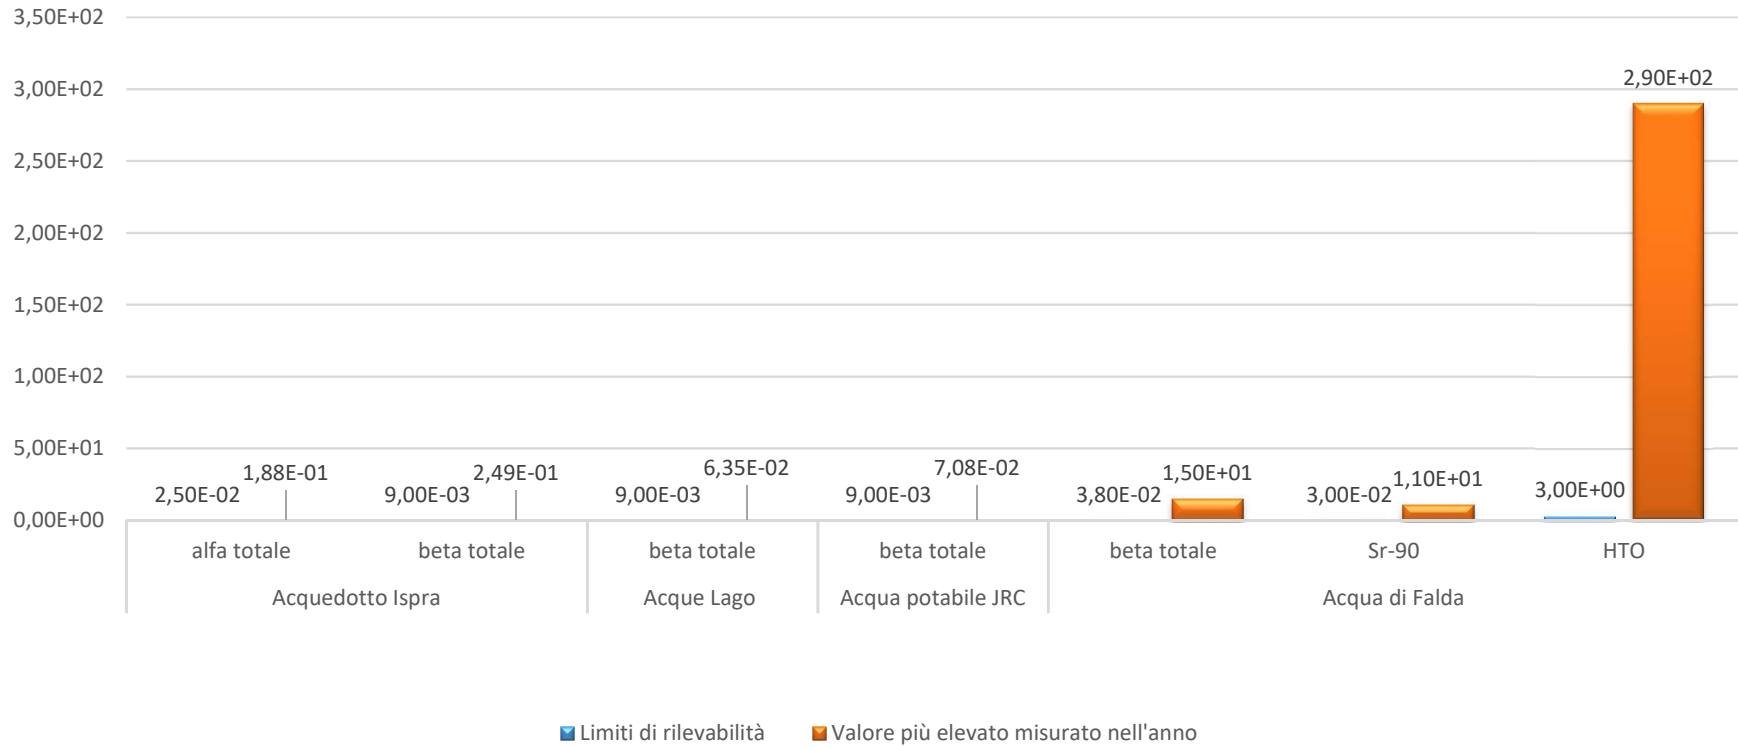 3,50E+02
3,00E+02
2,50E+02
2,00E+02
1,50E+02
1,00E+02
5,00E+01
0,00E+00
2,50E-02
1,88E-01
9,00E-03
2,49E-01
9,00E-03
6,35E-02
9,00E-03
7,08E-02
3,80E-02
1,50E+01
3,00E-02
1,10E+01
3,00E+00
2,90E+02
alfa totale
beta totale
beta totale
beta totale
beta totale
Sr-90
HTO
Acquedotto Ispra
Acque Lago
Acqua potabile JRC
Acqua di Falda
Limiti di rilevabilità
Valore più elevato misurato nell'anno